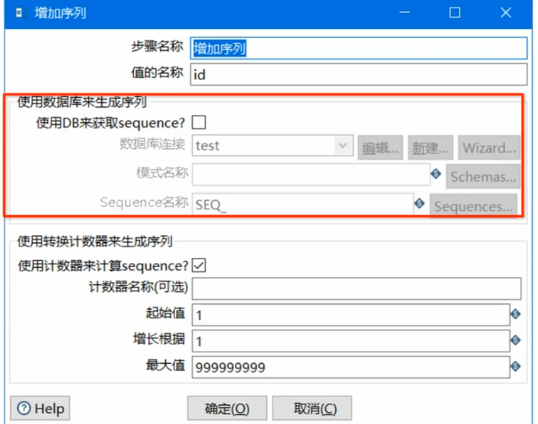 增加序列
步骤名称 增加序列
值的名称 id
使用数据库来生成序列
使用DB来获取sequence?
数据库连接 test 编辑... 新建... Wizard...
模式名称 Schemas...
Sequence名称 SEQ_ Sequences...
使用转换计数器来生成序列
使用计数器来计算sequence?
计数器名称(可选)
起始值 1
增长根据 1
最大值 999999999
Help 确定(O) 取消(C)